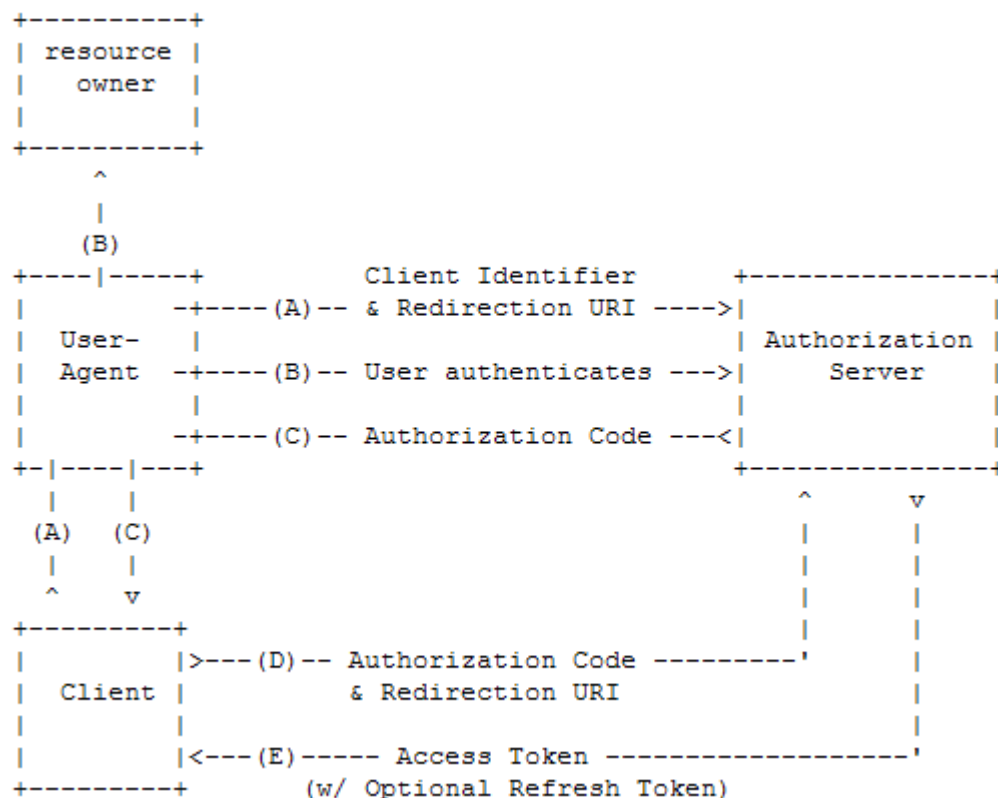 +----------+
| resource |
|   owner  |
|          |
+----------+
     ^
     |
    (B)
+----|-----+          Client Identifier      +---------------+
|         -+----(A)-- & Redirection URI ---->|               |
|  User-   |                                 | Authorization |
|  Agent  -+----(B)-- User authenticates --->|     Server    |
|          |                                 |               |
|         -+----(C)-- Authorization Code ---<|               |
+-|----|---+                                 +---------------+
  |    |                                         ^      v
 (A)  (C)                                        |      |
  |    |                                         |      |
  ^    v                                         |      |
+---------+                                      |      |
|         |>---(D)-- Authorization Code ---------'      |
|  Client |          & Redirection URI                  |
|         |                                             |
|         |<---(E)----- Access Token -------------------'
+---------+       (w/ Optional Refresh Token)